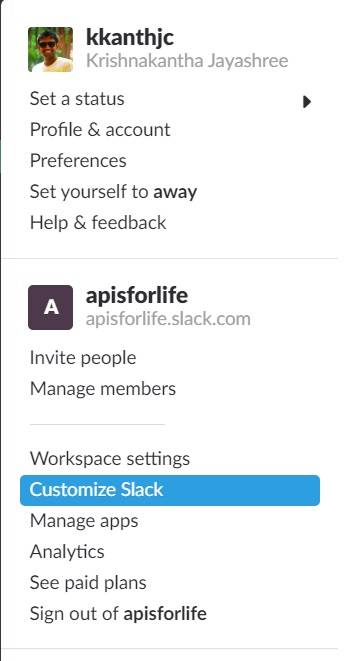 kkanthjc
Krishnakantha Jayashree
Set a status
Profile & account
Preferences
Set yourself to away
Help & feedback
A
apisforlife
apisforlife.slack.com
Invite people
Manage members
Workspace settings
Customize Slack
Manage apps
Analytics
See paid plans
Sign out of apisforlife